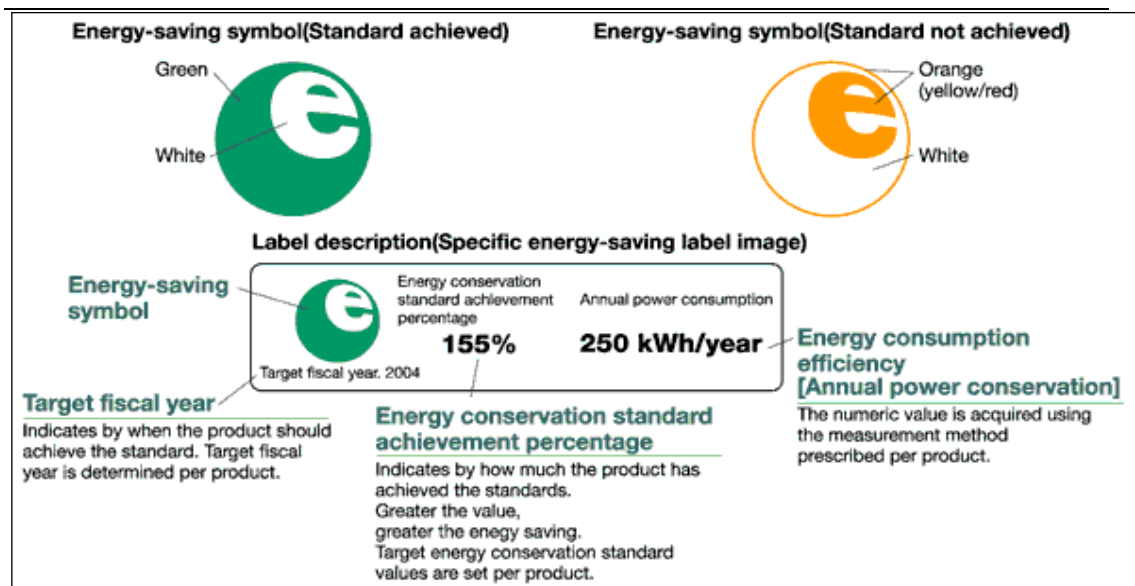 Energy-saving symbol(Standard achieved)
Green
White
e
Energy-saving symbol(Standard not achieved)
Orange
(yellow/red)
White
e
Label description(Specific energy-saving label image)
Energy-saving
symbol
e
Energy conservation
standard achievement
percentage
155%
Annual power consumption
250 kWh/year
Target fiscal year. 2004
Target fiscal year
Indicates by when the product should
achieve the standard. Target fiscal
year is determined per product.
Energy conservation standard
achievement percentage
Indicates by how much the product has
achieved the standards.
Greater the value,
greater the enegy saving.
Target energy conservation standard
values are set per product.
Energy consumption
efficiency
[Annual power conservation]
The numeric value is acquired using
the measurement method
prescribed per product.